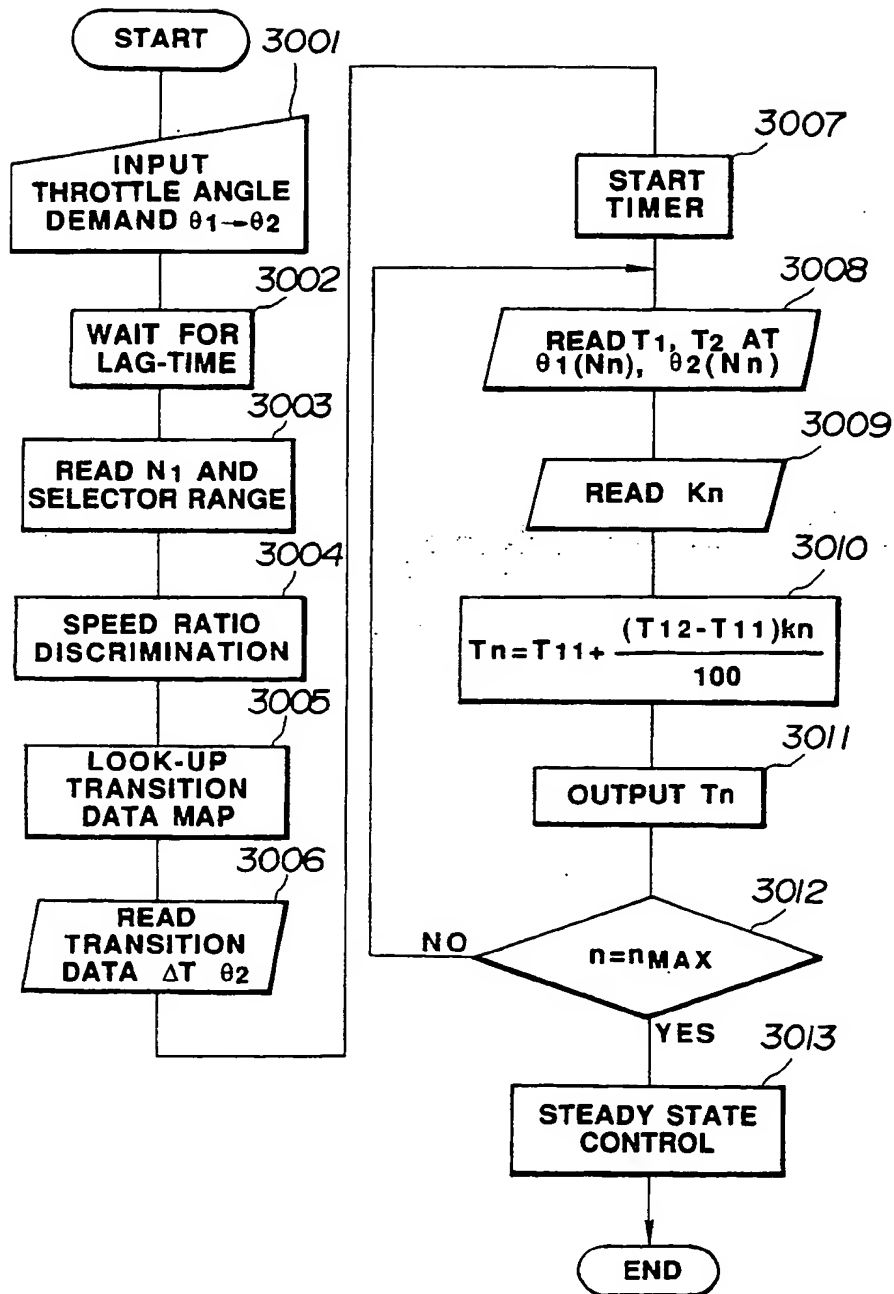 START
3001
INPUT
THROTTLE ANGLE
DEMAND θ1→θ2
3002
WAIT FOR
LAG-TIME
3003
READ N1 AND
SELECTOR RANGE
3004
SPEED RATIO
DISCRIMINATION
3005
LOOK-UP
TRANSITION
DATA MAP
3006
READ
TRANSITION
DATA ΔT θ2
3007
START
TIMER
3008
READ T1, T2 AT
θ1(Nn), θ2(Nn)
3009
READ Kn
3010
Tn=T11+ (T12-T11)kn
100
3011
OUTPUT Tn
3012
NO
n=nMAX
YES
3013
STEADY STATE
CONTROL
END